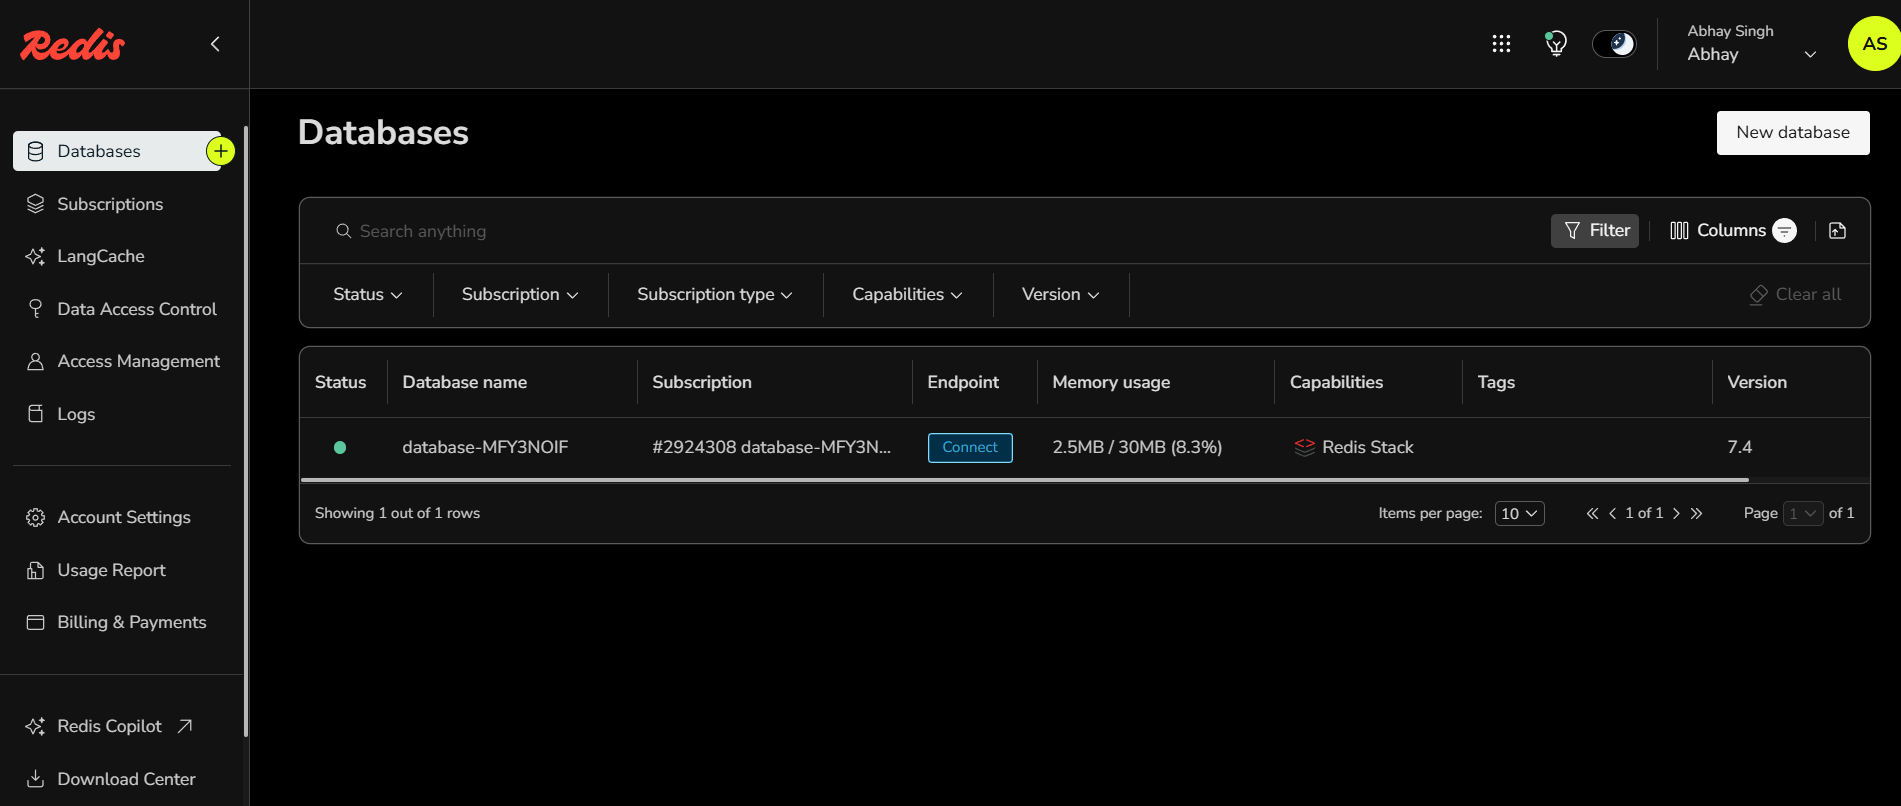 Redis
Abhay Singh
Abhay
AS
Databases
Subscriptions
LangCache
Data Access Control
Access Management
Logs
Account Settings
Usage Report
Billing & Payments
Redis Copilot
Download Center
Databases
New database
Search anything
Filter
Columns
Status
Subscription
Subscription type
Capabilities
Version
Clear all
Status Database name Subscription Endpoint Memory usage Capabilities Tags Version
database-MFY3NOIF #2924308 database-MFY3N... Connect 2.5MB / 30MB (8.3%) Redis Stack 7.4
Showing 1 out of 1 rows Items per page: 10 1 of 1 Page 1 of 1